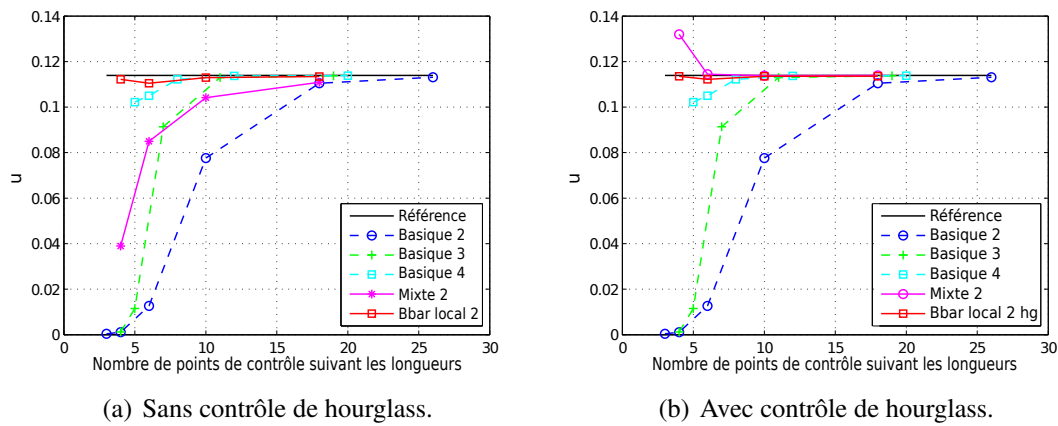 0.14
0.12
0.1
0.08
0.06
0.04
0.02
0
u
0 5 10 15 20 25 30
Nombre de points de contrôle suivant les longueurs
Référence
Basique 2
Basique 3
Basique 4
Mixte 2
Bbar local 2
(a) Sans contrôle de hourglass.
0.14
0.12
0.1
0.08
0.06
0.04
0.02
0
u
0 5 10 15 20 25 30
Nombre de points de contrôle suivant les longueurs
Référence
Basique 2
Basique 3
Basique 4
Mixte 2
Bbar local 2 hg
(b) Avec contrôle de hourglass.